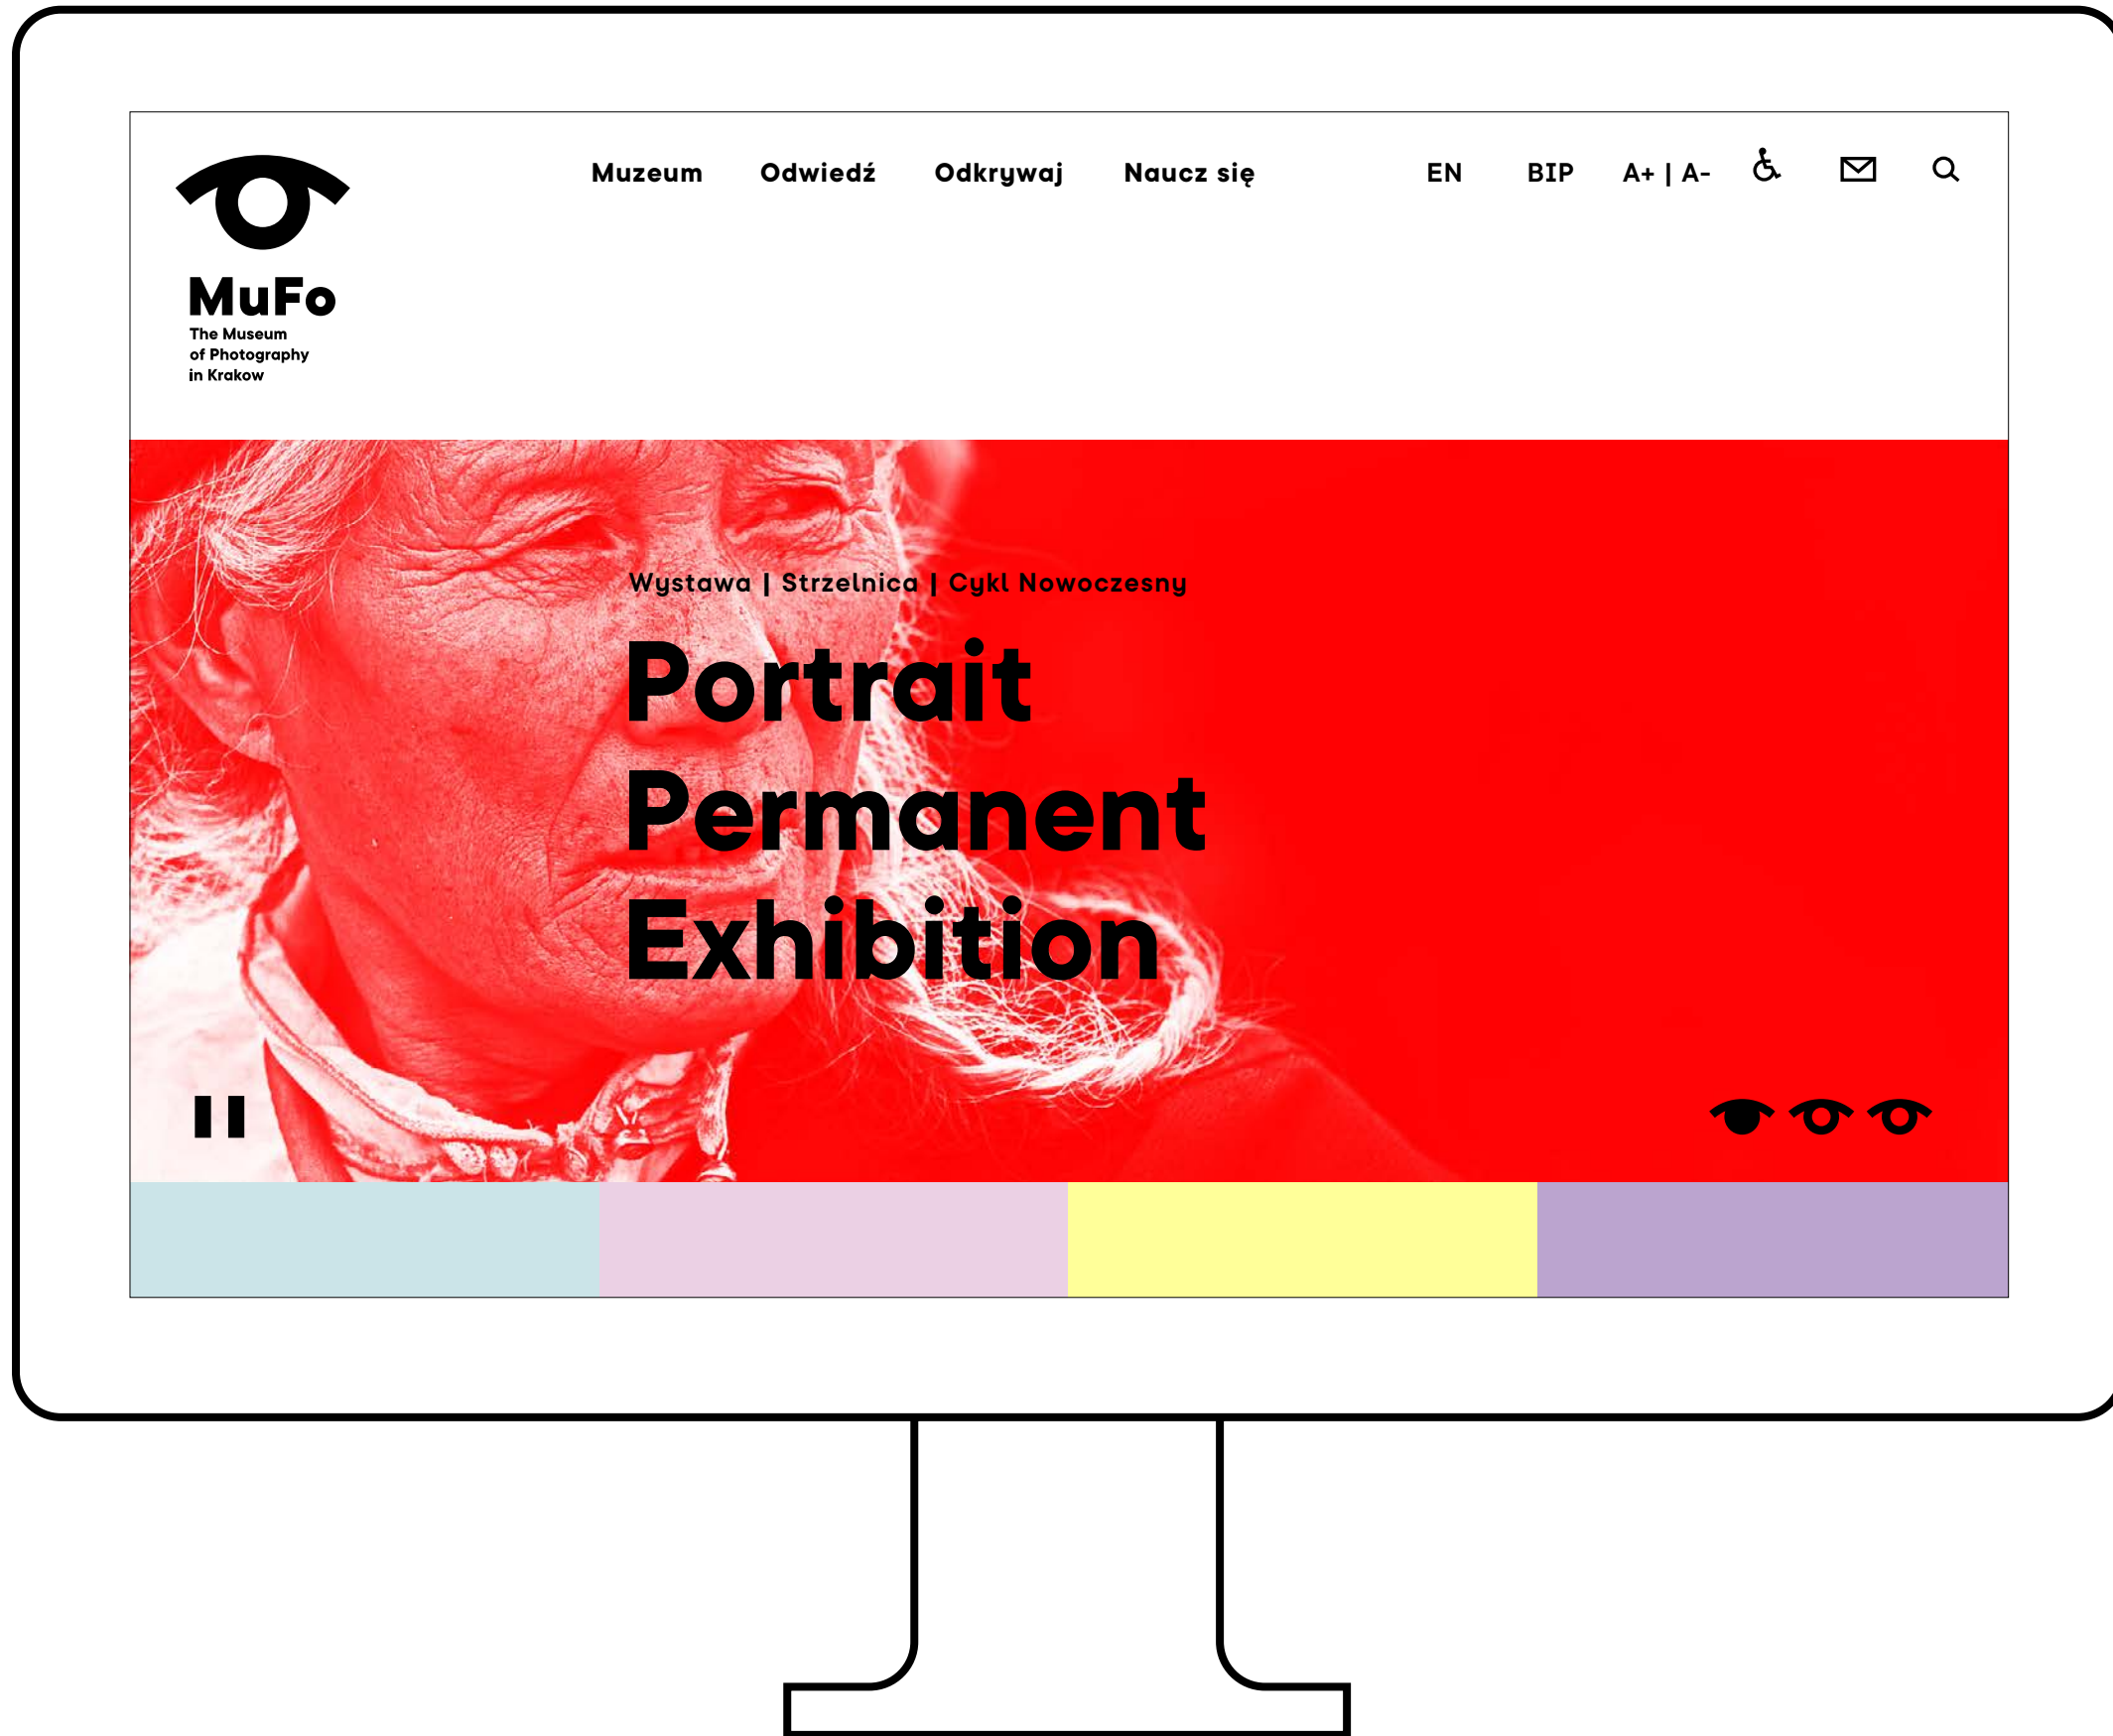 Muzeum Odwiedź Odkrywaj Naucz się EN BIP A+ | A-
MuFo
The Museum
of Photography
in Krakow
Wystawa | Strzelnica | Cykl Nowoczesny
Portrait
Permanent
Exhibition